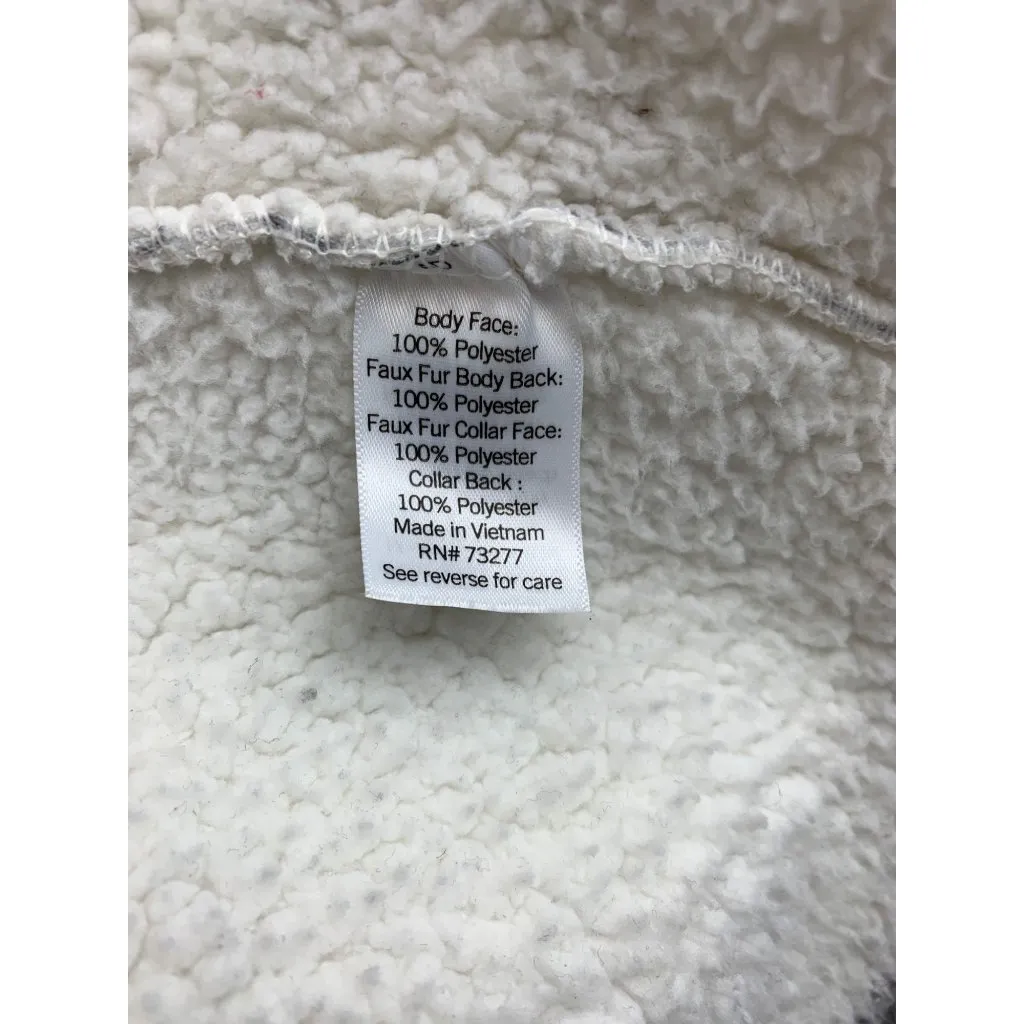 Body Face:
100% Polyester
Faux Fur Body Back:
100% Polyester
Faux Fur Collar Face:
100% Polyester
Collar Back :
100% Polyester
Made in Vietnam
RN# 73277
See reverse for care